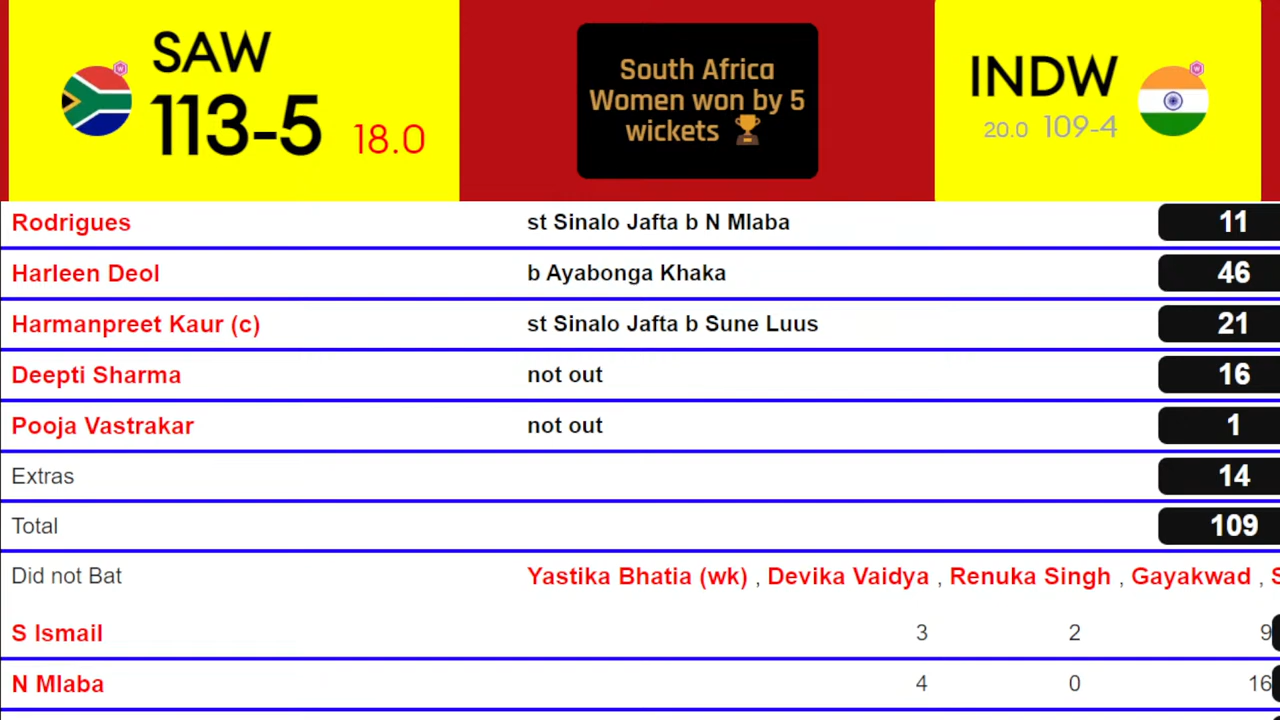 SAW
113-5 18.0
South Africa
Women won by 5
wickets
INDW
20.0 109-4
Rodrigues st Sinalo Jafta b N Mlaba 11
Harleen Deol b Ayabonga Khaka 46
Harmanpreet Kaur (c) st Sinalo Jafta b Sune Luus 21
Deepti Sharma not out 16
Pooja Vastrakar not out 1
Extras 14
Total 109
Did not Bat Yastika Bhatia (wk) , Devika Vaidya , Renuka Singh , Gayakwad ,
S Ismail 3 2 9
N Mlaba 4 0 16